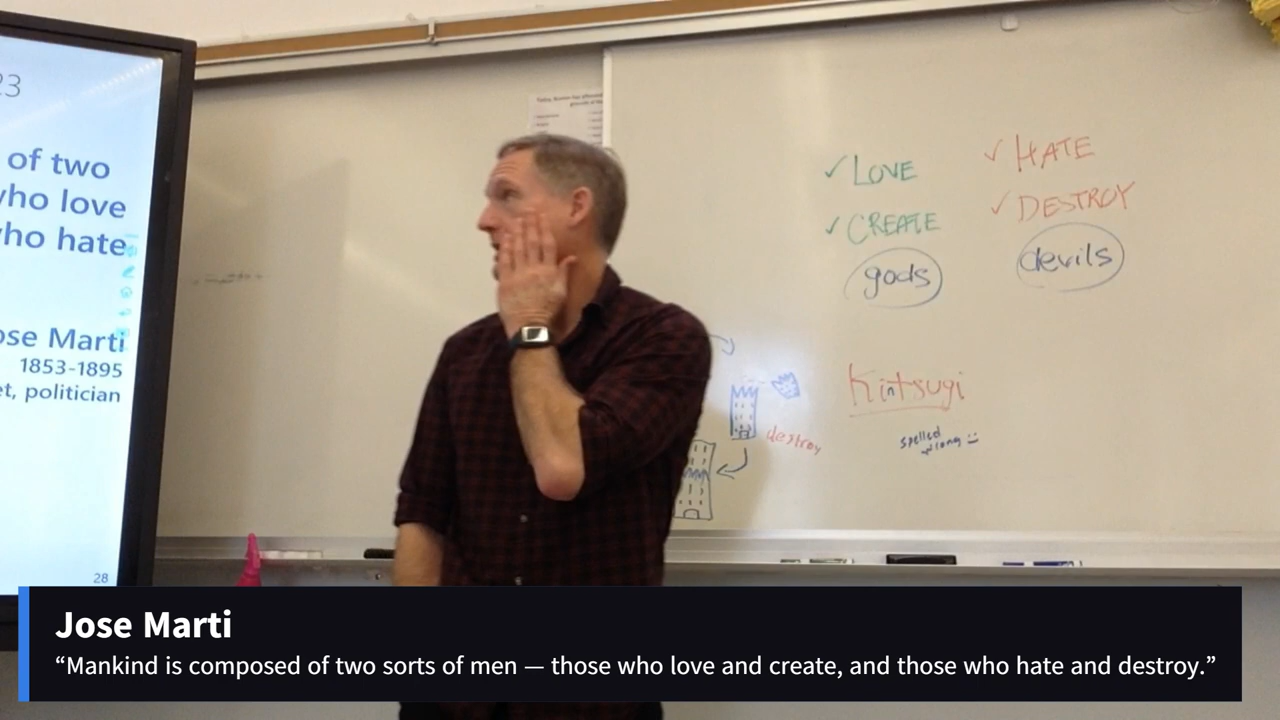 23
of two
who love
who hate
ose Marti
1853-1895
et, politician
28
LOVE
CREATE
gods
HATE
DESTROY
devils
Kintsugi
spelled
wrong
destroy
Jose Marti
“Mankind is composed of two sorts of men — those who love and create, and those who hate and destroy.”